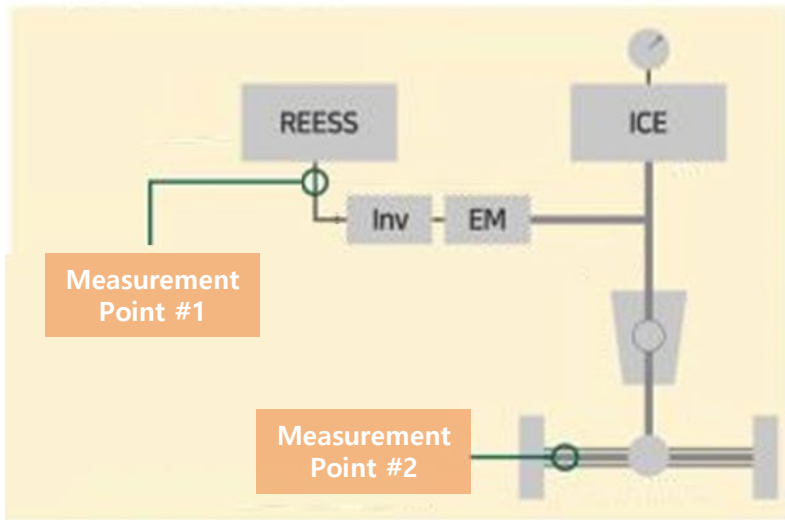 REESS
ICE
Inv
EM
Measurement
Point #1
Measurement
Point #2